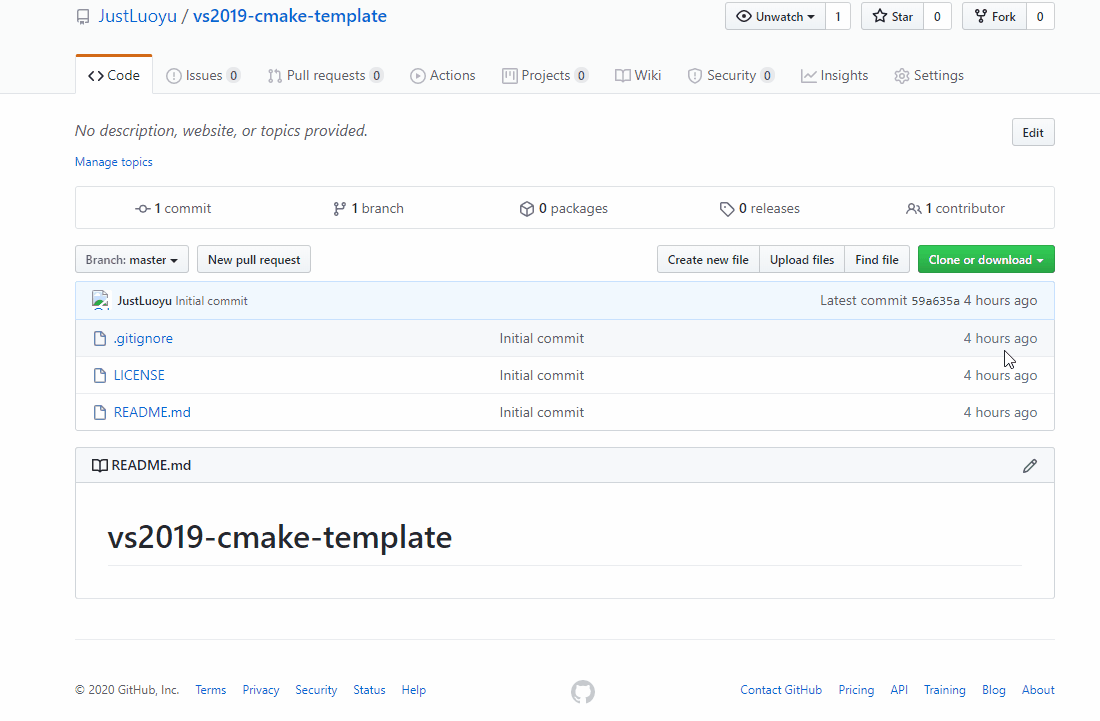 JustLuoyu / vs2019-cmake-template
Unwatch 1 Star 0 Fork 0
Code Issues 0 Pull requests 0 Actions Projects 0 Wiki Security 0 Insights Settings
No description, website, or topics provided. Edit
Manage topics
1 commit 1 branch 0 packages 0 releases 1 contributor
Branch: master New pull request Create new file Upload files Find file Clone or download
JustLuoyu Initial commit Latest commit 59a635a 4 hours ago
.gitignore Initial commit 4 hours ago
LICENSE Initial commit 4 hours ago
README.md Initial commit 4 hours ago
README.md
vs2019-cmake-template
© 2020 GitHub, Inc. Terms Privacy Security Status Help Contact GitHub Pricing API Training Blog About